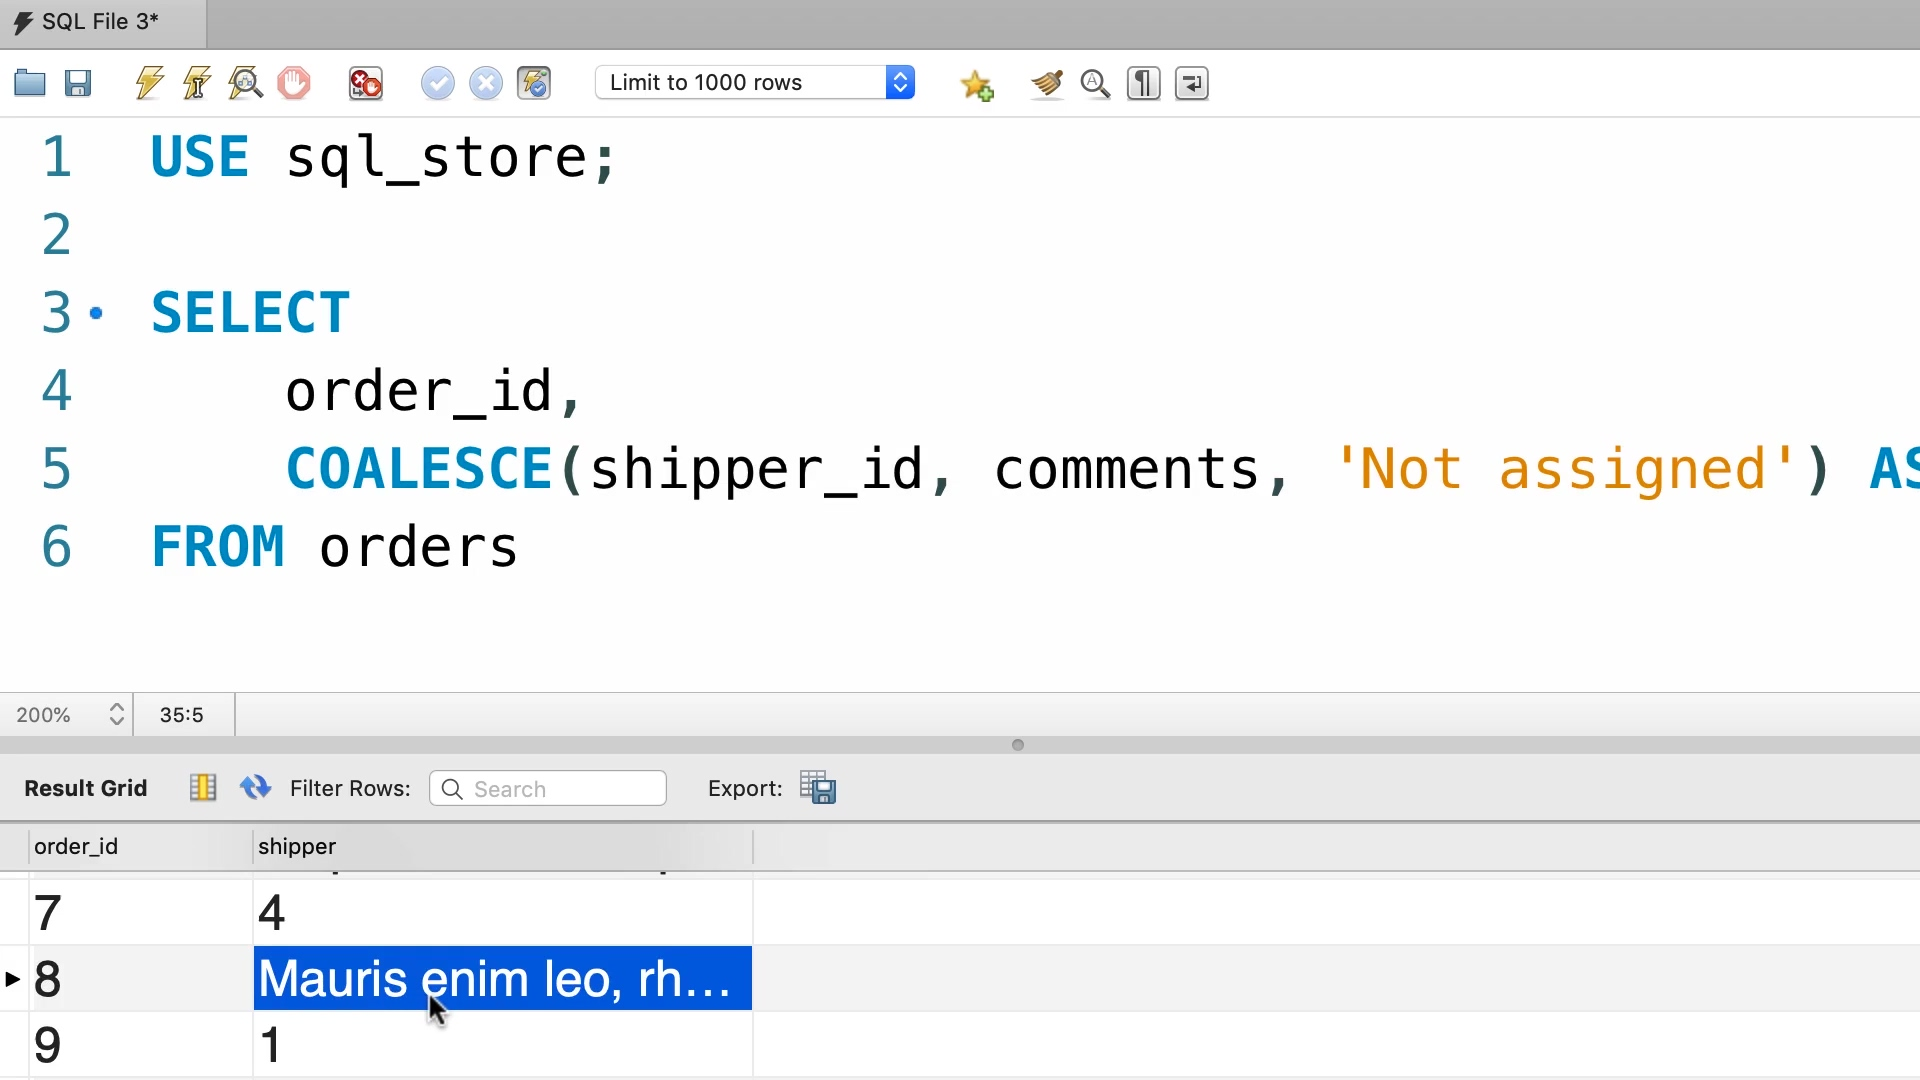 SQL File 3*
Limit to 1000 rows
1 USE sql_store;
2
3 SELECT
4 order_id,
5 COALESCE(shipper_id, comments, 'Not assigned') AS
6 FROM orders
200% 35:5
Result Grid Filter Rows: Search Export:
order_id shipper
7 4
8 Mauris enim leo, rh...
9 1